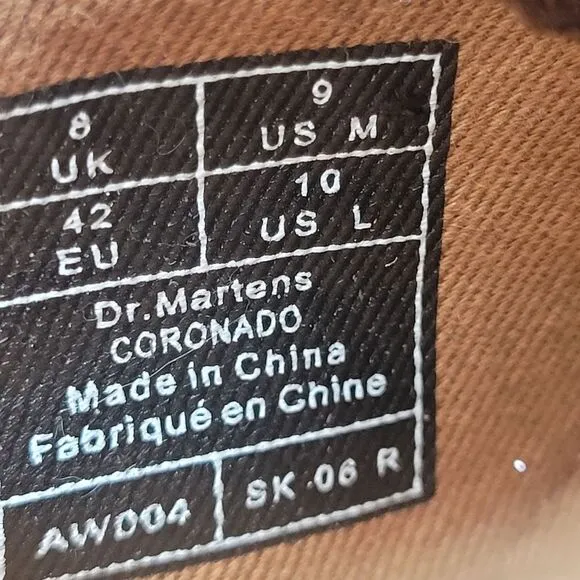 8
UK
9
US M
42
EU
10
US L
Dr.Martens
CORONADO
Made in China
Fabriqué en Chine
AW004
SK 06 R